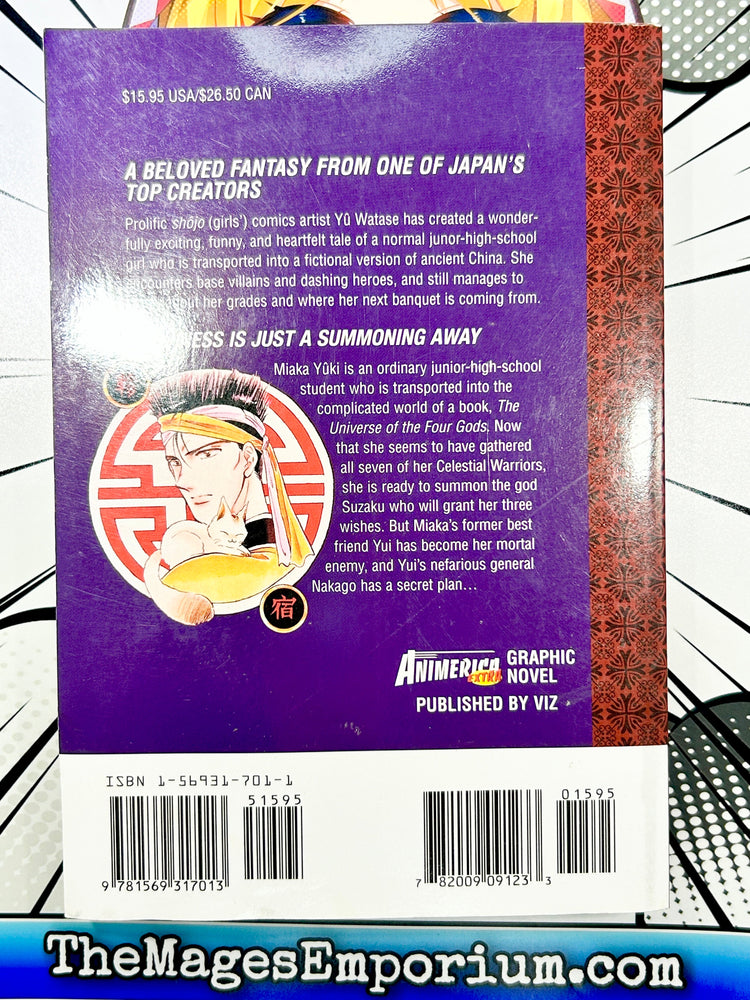 $15.95 USA/$26.50 CAN
A BELOVED FANTASY FROM ONE OF JAPAN'S
TOP CREATORS
Prolific shôjo (girls') comics artist Yû Watase has created a wonder-
fully exciting, funny, and heartfelt tale of a normal junor-high-school
girl who is transported into a fictional version of ancient China. She
encounters base villains and dashing heroes, and still manages to
about her grades and where her next banquet is coming from.
IS JUST A SUMMONING AWAY
Miaka Yûki is an ordinary junior-high-school
student who is transported into the
complicated world of a book, The
Universe of the Four Gods. Now
that she seems to have gathered
all seven of her Celestial Warriors,
she is ready to summon the god
Suzaku who will grant her three
wishes. But Miaka's former best
friend Yui has become her mortal
enemy, and Yui's nefarious general
Nakago has a secret plan...
宿
ANIMERICA EXTRA
GRAPHIC
NOVEL
PUBLISHED BY VIZ
ISBN 1-56931-701-1
51595
9 781569 317013
01595
7 82009 09123 3
TheMagesEmporium.com